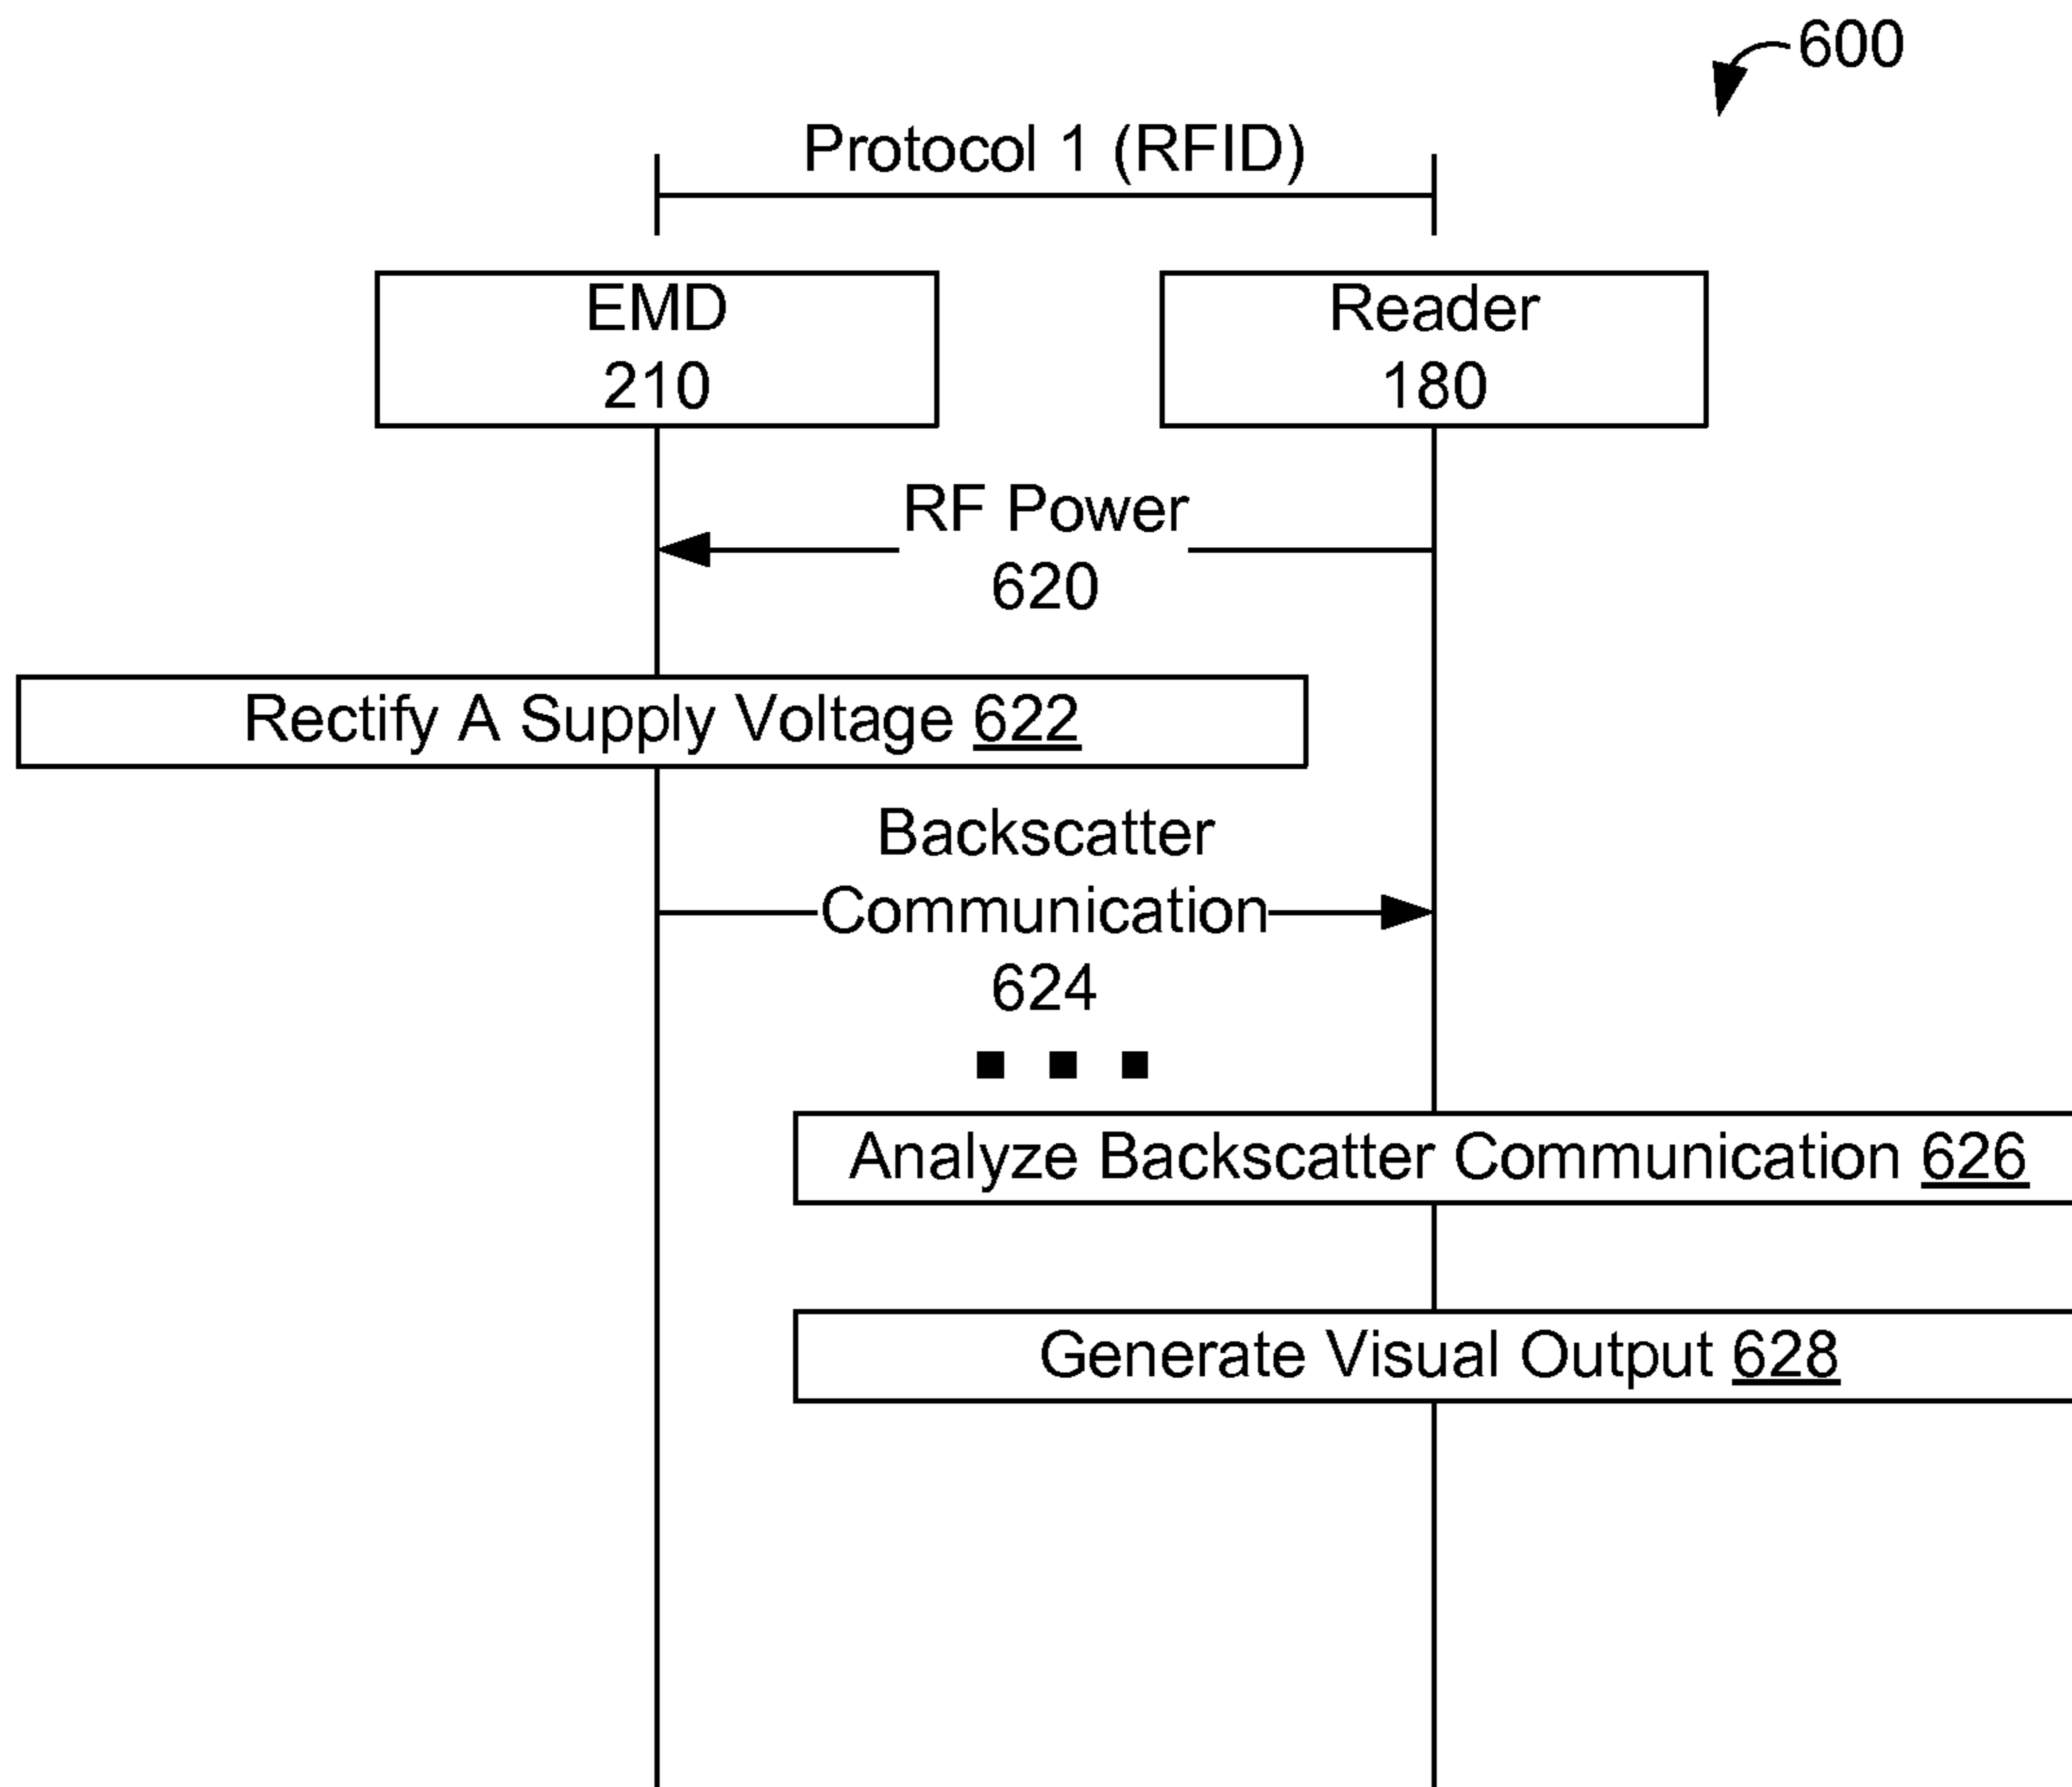 600
Protocol 1 (RFID)
EMD
210
Reader
180
RF Power
620
Rectify A Supply Voltage 622
Backscatter
Communication
624
Analyze Backscatter Communication 626
Generate Visual Output 628